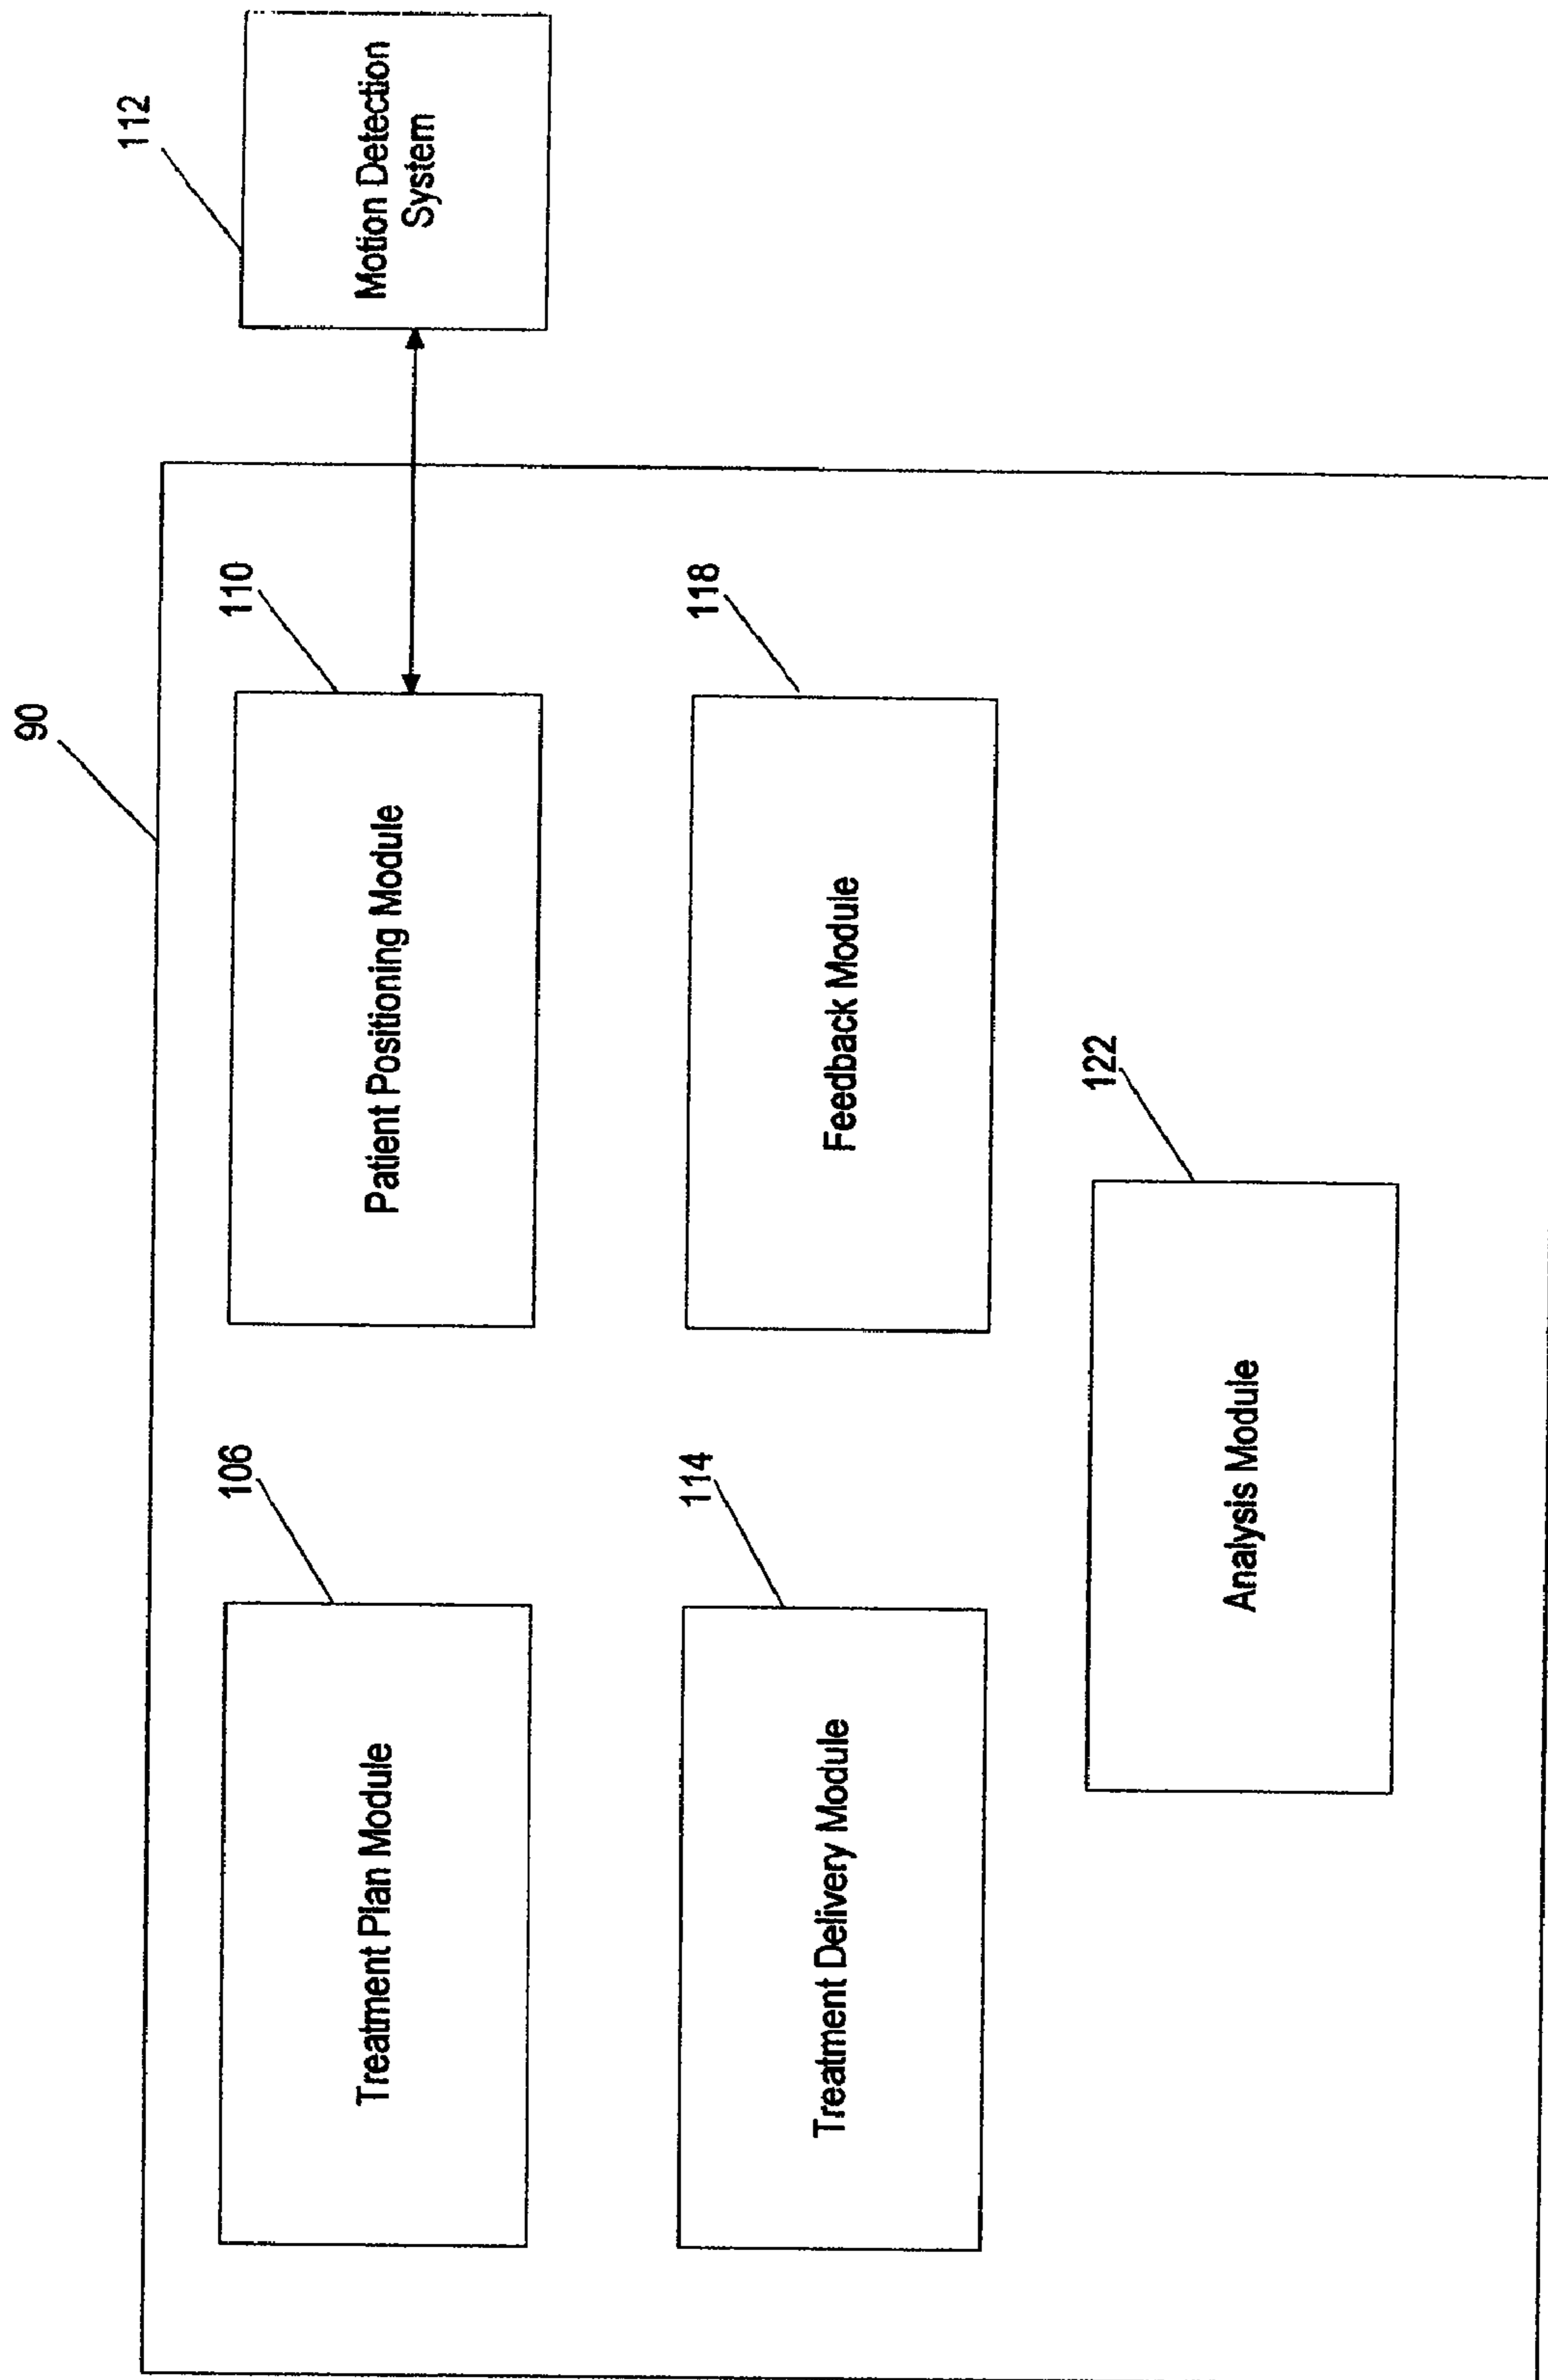 90
106
Treatment Plan Module
110
Patient Positioning Module
112
Motion Detection
System
114
Treatment Delivery Module
118
Feedback Module
122
Analysis Module